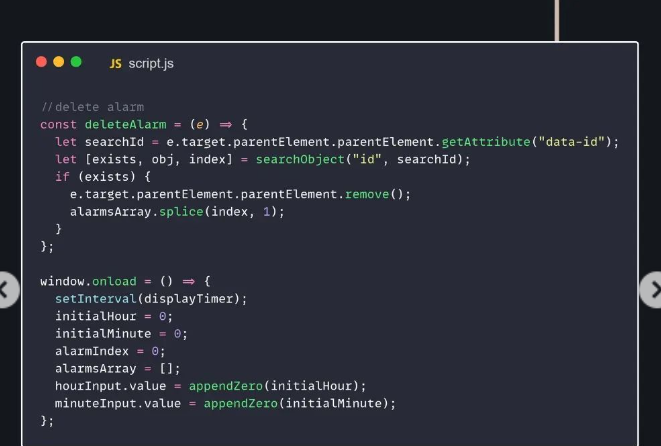 JS script.js
//delete alarm
const deleteAlarm = (e) => {
  let searchId = e.target.parentElement.parentElement.getAttribute("data-id");
  let [exists, obj, index] = searchObject("id", searchId);
  if (exists) {
    e.target.parentElement.parentElement.remove();
    alarmsArray.splice(index, 1);
  }
};

window.onload = () => {
  setInterval(displayTimer);
  initialHour = 0;
  initialMinute = 0;
  alarmIndex = 0;
  alarmsArray = [];
  hourInput.value = appendZero(initialHour);
  minuteInput.value = appendZero(initialMinute);
};